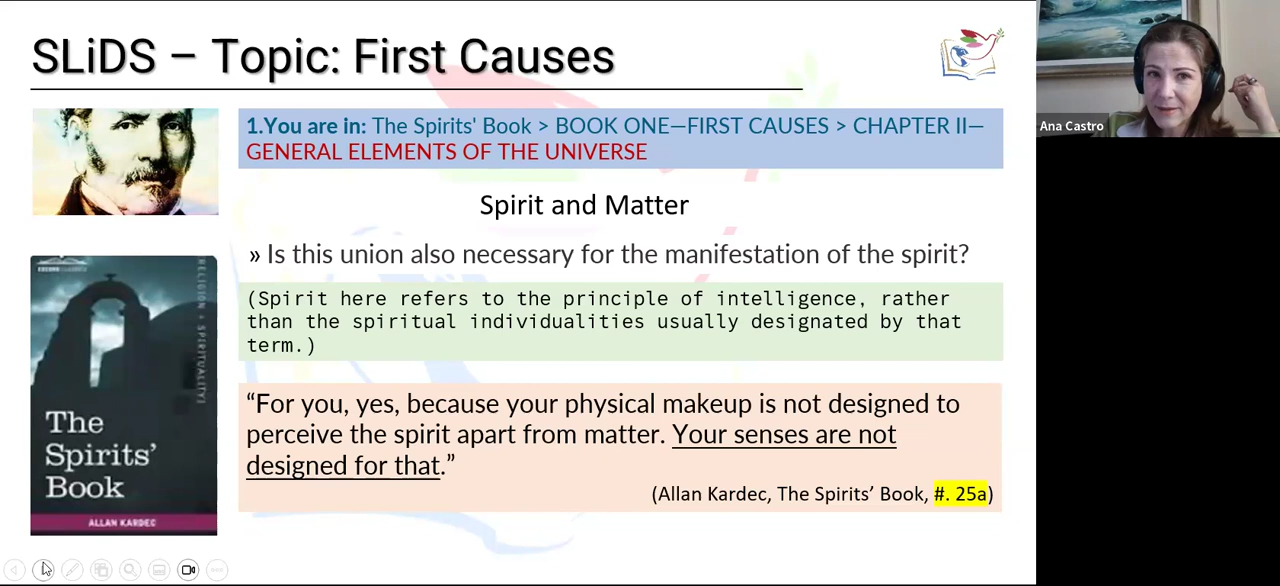 SLiDS – Topic: First Causes
1.You are in: The Spirits' Book > BOOK ONE—FIRST CAUSES > CHAPTER II—
GENERAL ELEMENTS OF THE UNIVERSE
Spirit and Matter
» Is this union also necessary for the manifestation of the spirit?
(Spirit here refers to the principle of intelligence, rather
than the spiritual individualities usually designated by that
term.)
“For you, yes, because your physical makeup is not designed to
perceive the spirit apart from matter. Your senses are not
designed for that.”
(Allan Kardec, The Spirits’ Book, #. 25a)
RELIGION + SPIRITUALITY
The
Spirits’
Book
ALLAN KARDEC
Ana Castro